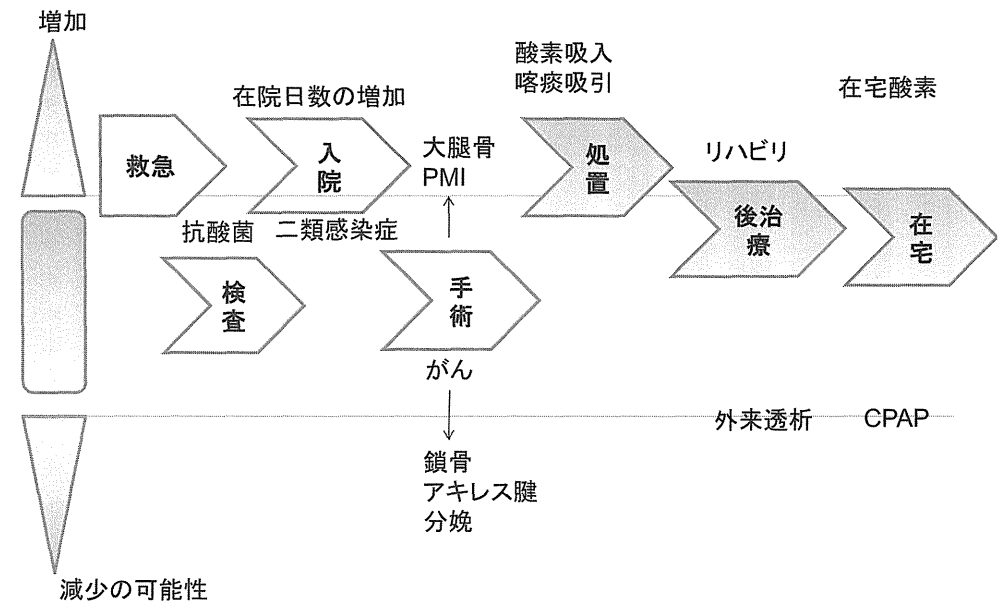 増加
酸素吸入
喀痰吸引
在宅酸素
在院日数の増加
救急
入院
大腿骨
PMI
処置
リハビリ
抗酸菌
二類感染症
後治療
在宅
検査
手術
がん
外来透析
CPAP
鎖骨
アキレス腱
分娩
減少の可能性